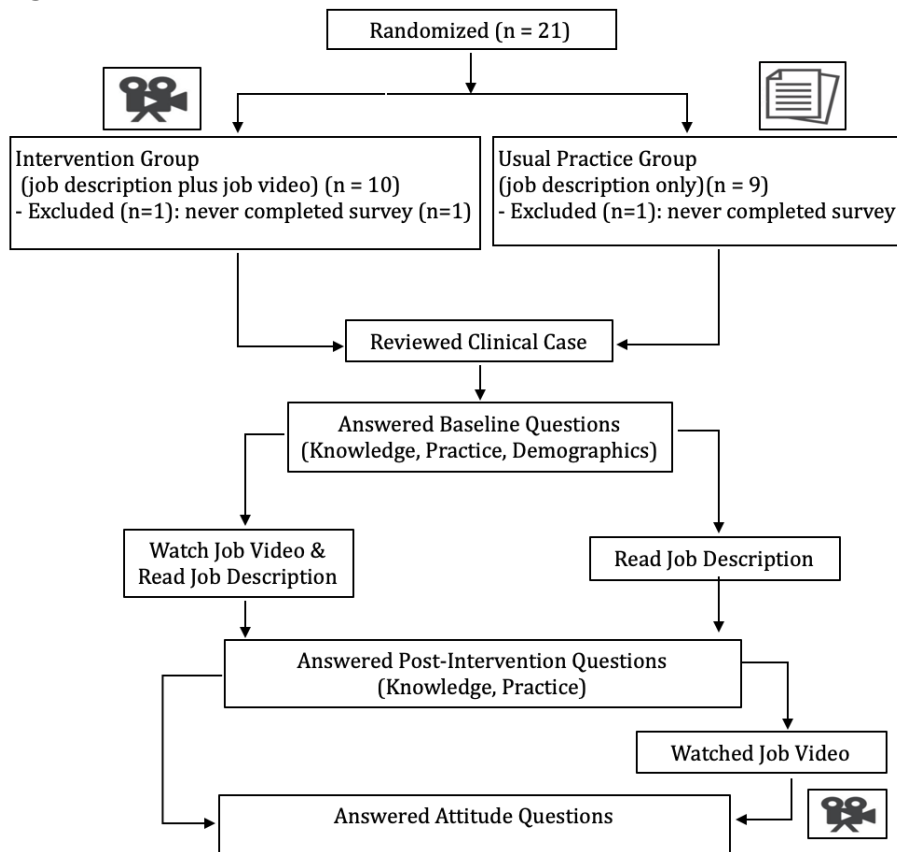 Randomized (n = 21)
Intervention Group
(job description plus job video) (n = 10)
- Excluded (n=1): never completed survey (n=1)
Usual Practice Group
(job description only)(n = 9)
- Excluded (n=1): never completed survey
Reviewed Clinical Case
Answered Baseline Questions
(Knowledge, Practice, Demographics)
Watch Job Video &
Read Job Description
Read Job Description
Answered Post-Intervention Questions
(Knowledge, Practice)
Watched Job Video
Answered Attitude Questions